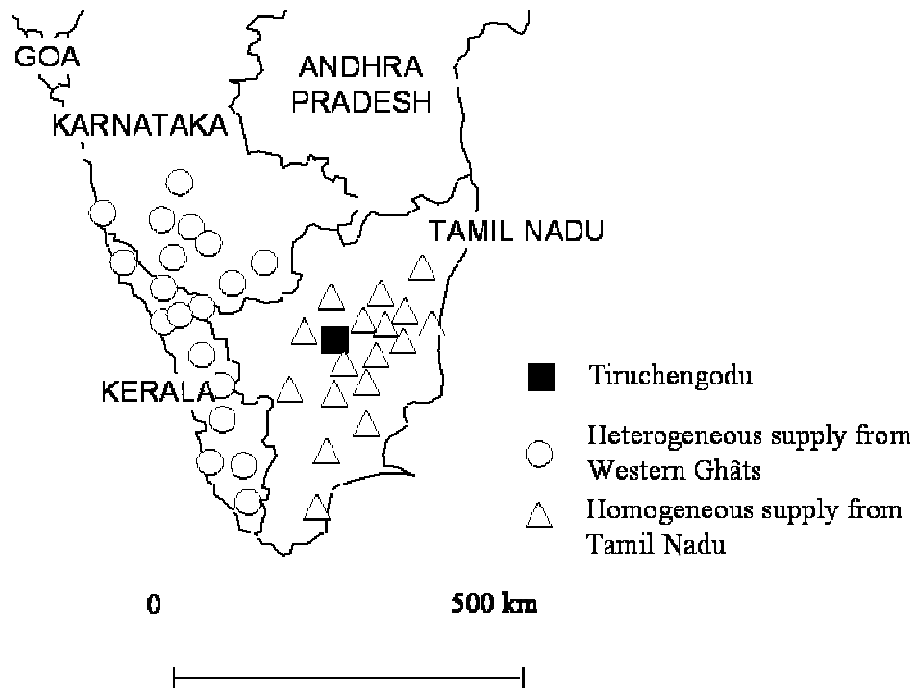 GOA
ANDHRA
PRADESH
KARNATAKA
TAMIL NADU
KERALA
Tiruchengodu
Heterogeneous supply from
Western Ghâts
Homogeneous supply from
Tamil Nadu
0 500 km